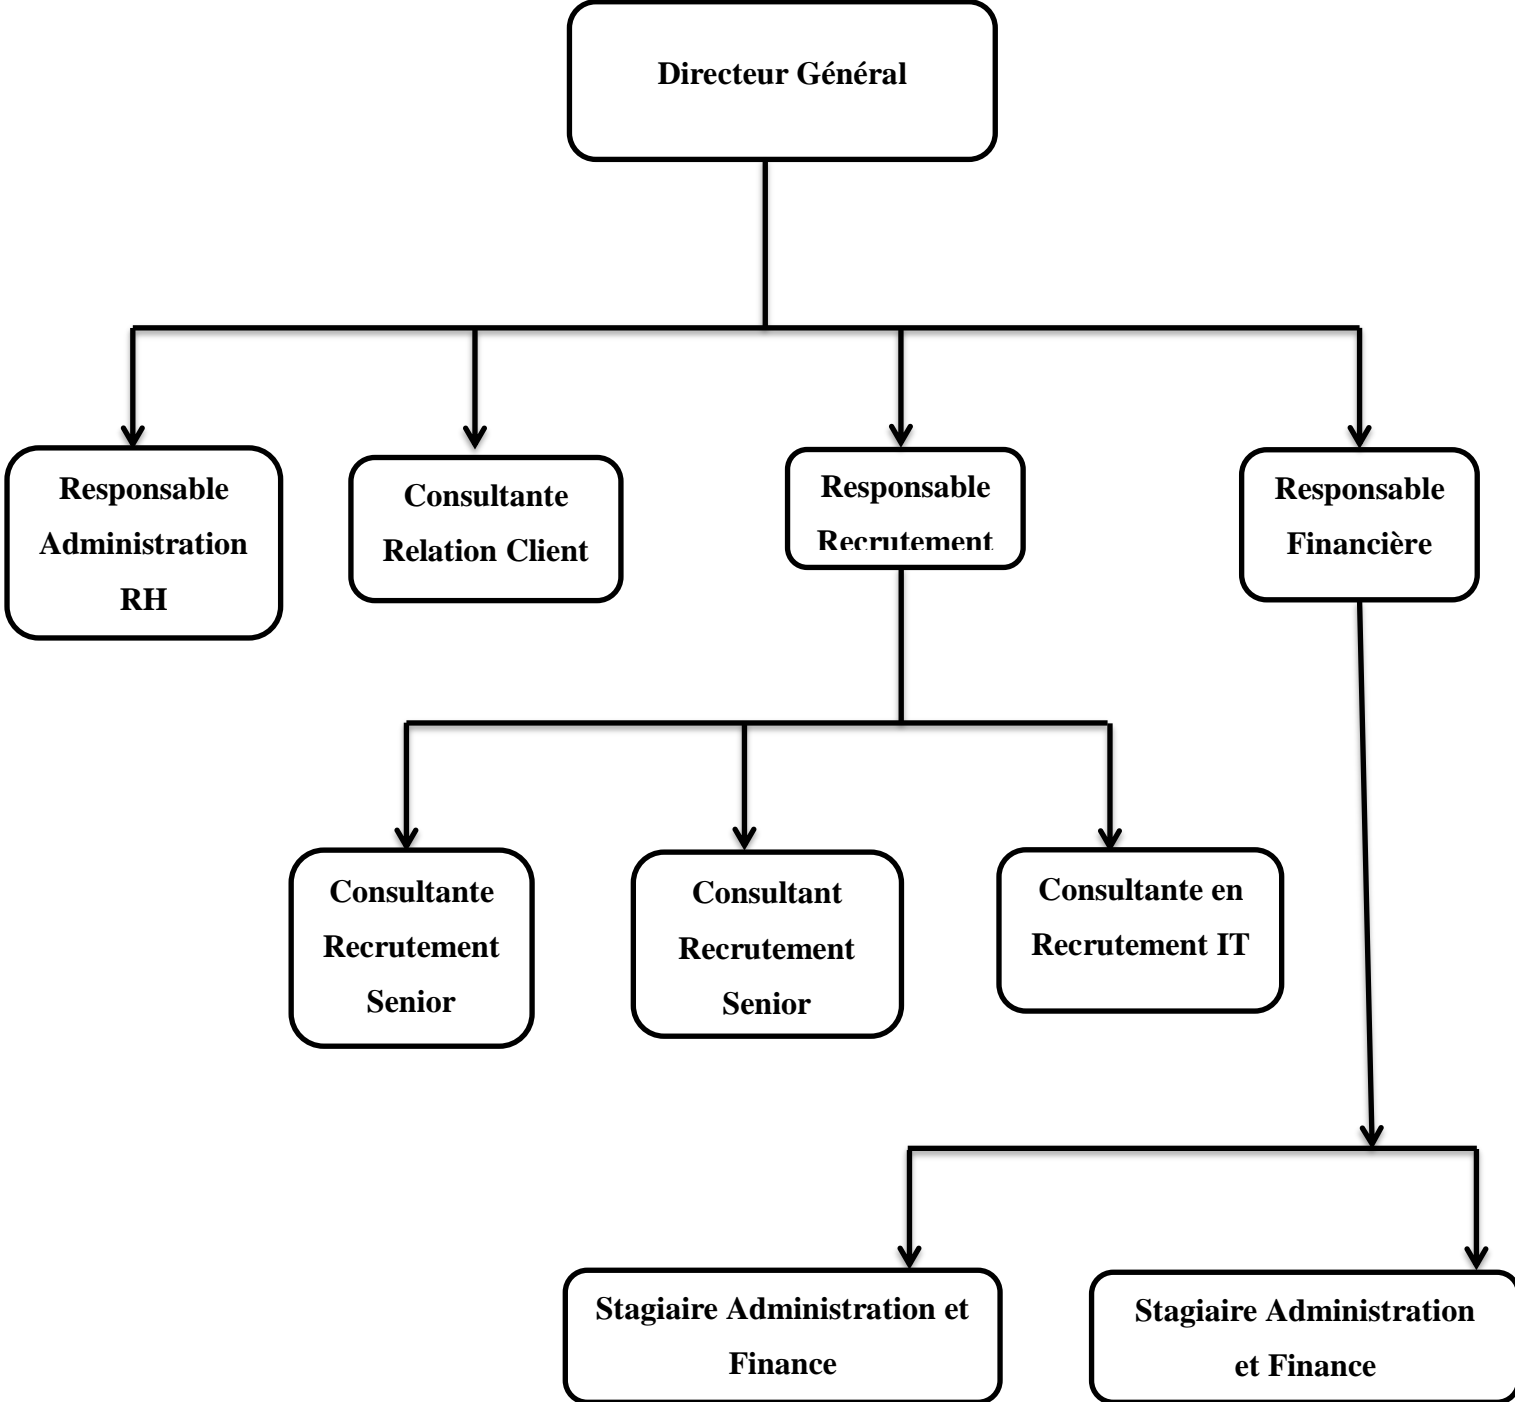 Directeur Général
Responsable
Administration
RH
Consultante
Relation Client
Responsable
Recrutement
Responsable
Financière
Consultante
Recrutement
Senior
Consultant
Recrutement
Senior
Consultante en
Recrutement IT
Stagiaire Administration et
Finance
Stagiaire Administration
et Finance